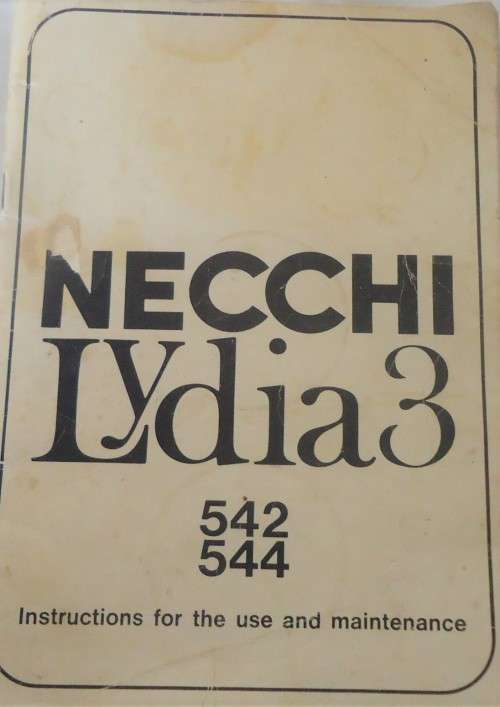 NECCHI
Lydia3
542
544
Instructions for the use and maintenance